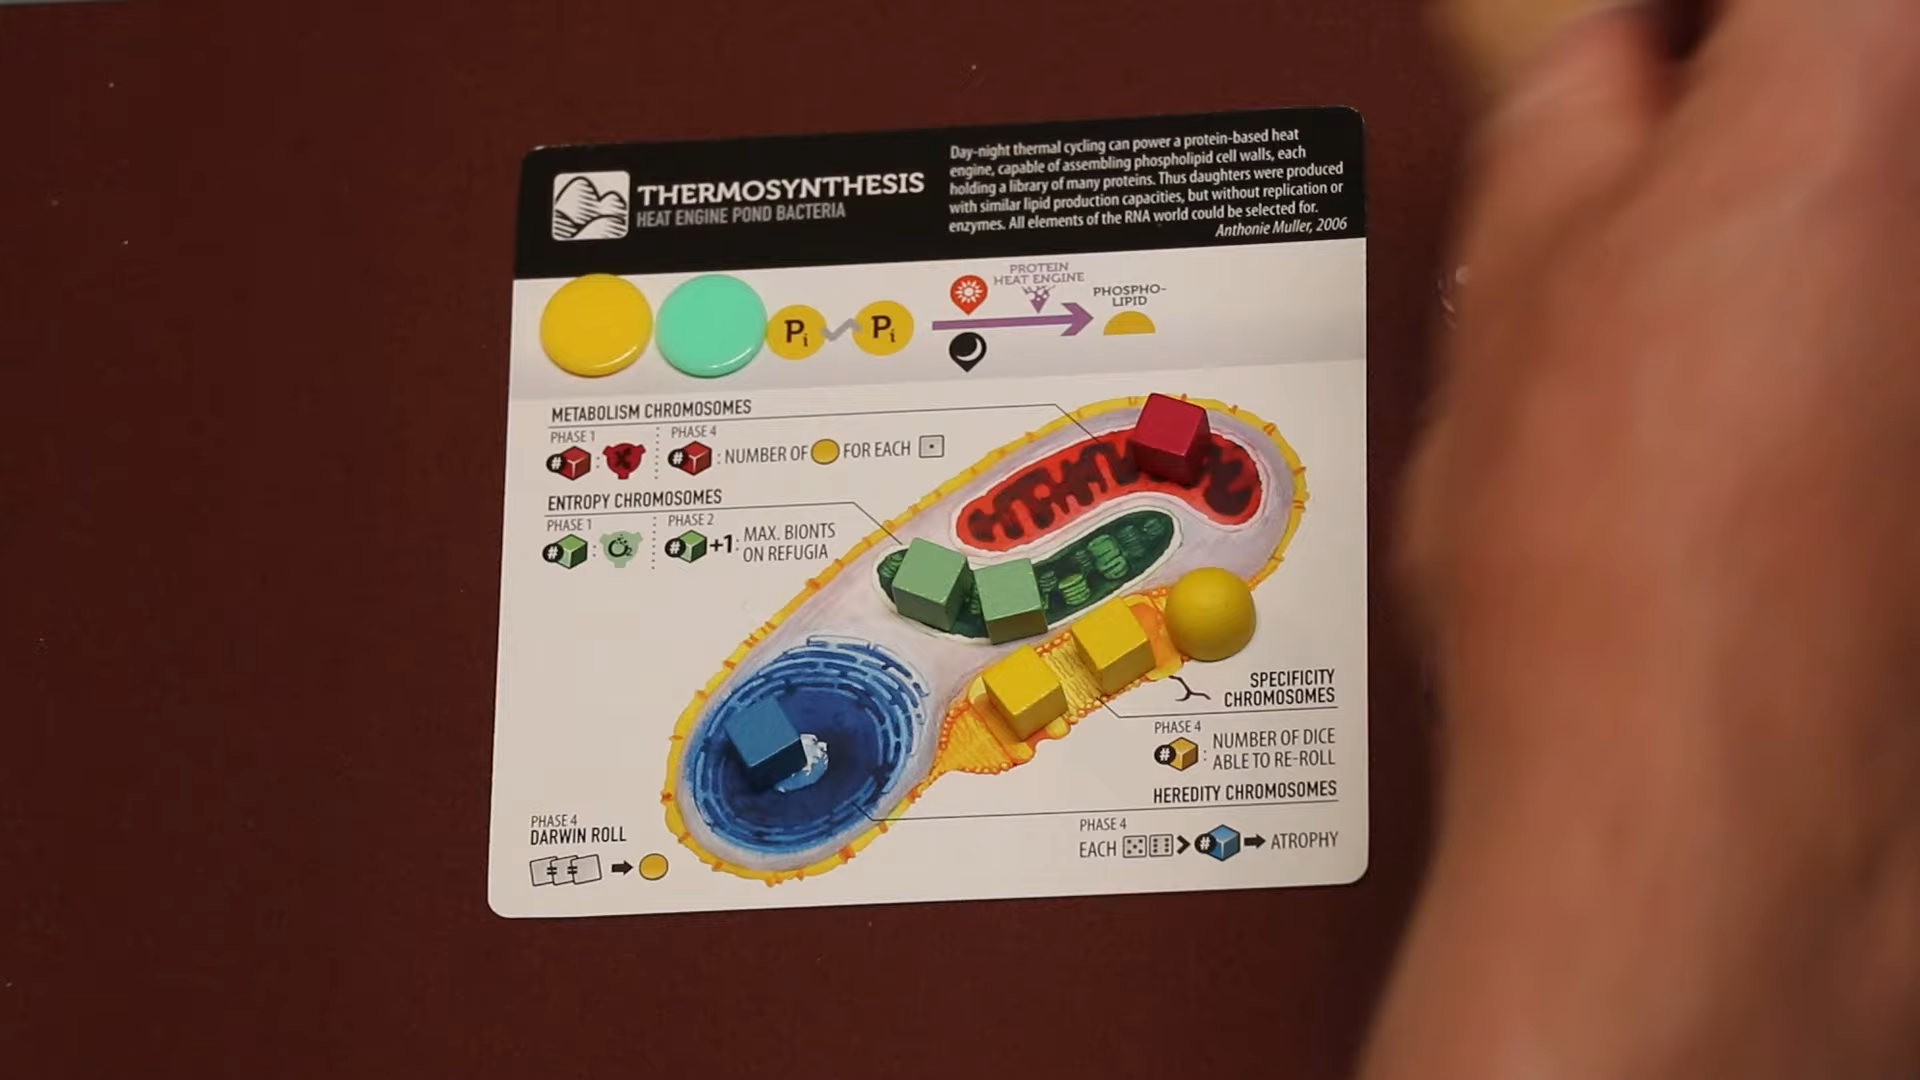 THERMOSYNTHESIS
HEAT ENGINE POND BACTERIA
Day-night thermal cycling can power a protein-based heat
engine, capable of assembling phospholipid cell walls, each
holding a library of many proteins. Thus daughters were produced
with similar lipid production capacities, but without replication or
enzymes. All elements of the RNA world could be selected for.
Anthonie Muller, 2006
Pi Pi
PROTEIN
HEAT ENGINE
PHOSPHO-
LIPID
METABOLISM CHROMOSOMES
PHASE 1
# :
PHASE 4
# : NUMBER OF FOR EACH
ENTROPY CHROMOSOMES
PHASE 1
# : O2
PHASE 2
# +1: MAX. BIONTS
ON REFUGIA
SPECIFICITY
CHROMOSOMES
PHASE 4
# : NUMBER OF DICE
ABLE TO RE-ROLL
HEREDITY CHROMOSOMES
PHASE 4
EACH > # ATROPHY
PHASE 4
DARWIN ROLL